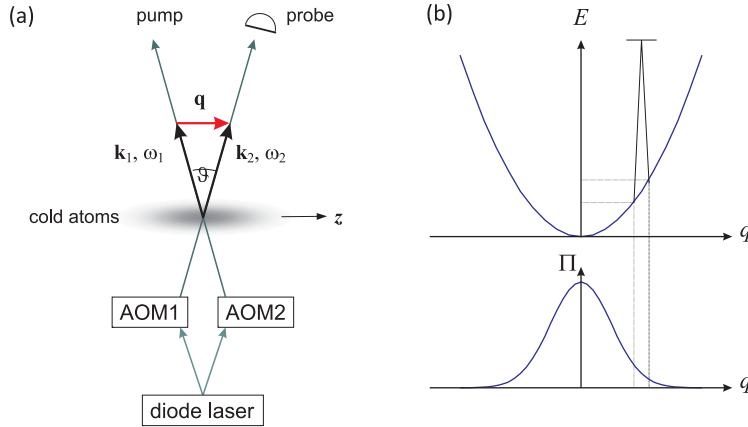 (a)
pump
probe
q
k₁, ω₁
ϑ
k₂, ω₂
cold atoms
z
AOM1
AOM2
diode laser
(b)
E
q
Π
q